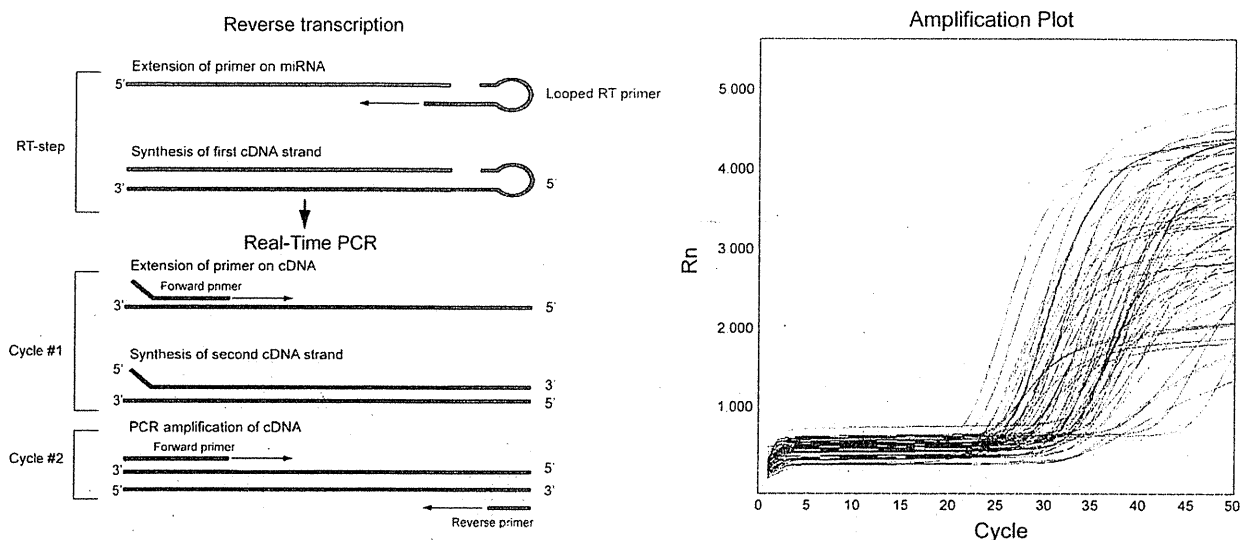 Reverse transcription
Extension of primer on miRNA
5'
Looped RT primer
RT-step
Synthesis of first cDNA strand
3'
5'
Real-Time PCR
Extension of primer on cDNA
Forward primer
3'
5'
Cycle #1
Synthesis of second cDNA strand
5'
3'
3'
5'
PCR amplification of cDNA
Forward primer
Cycle #2
3'
5'
5'
3'
Reverse primer
Amplification Plot
5 000
4.000
3 000
2 000
1.000
Rn
0 5 10 15 20 25 30 35 40 45 50
Cycle